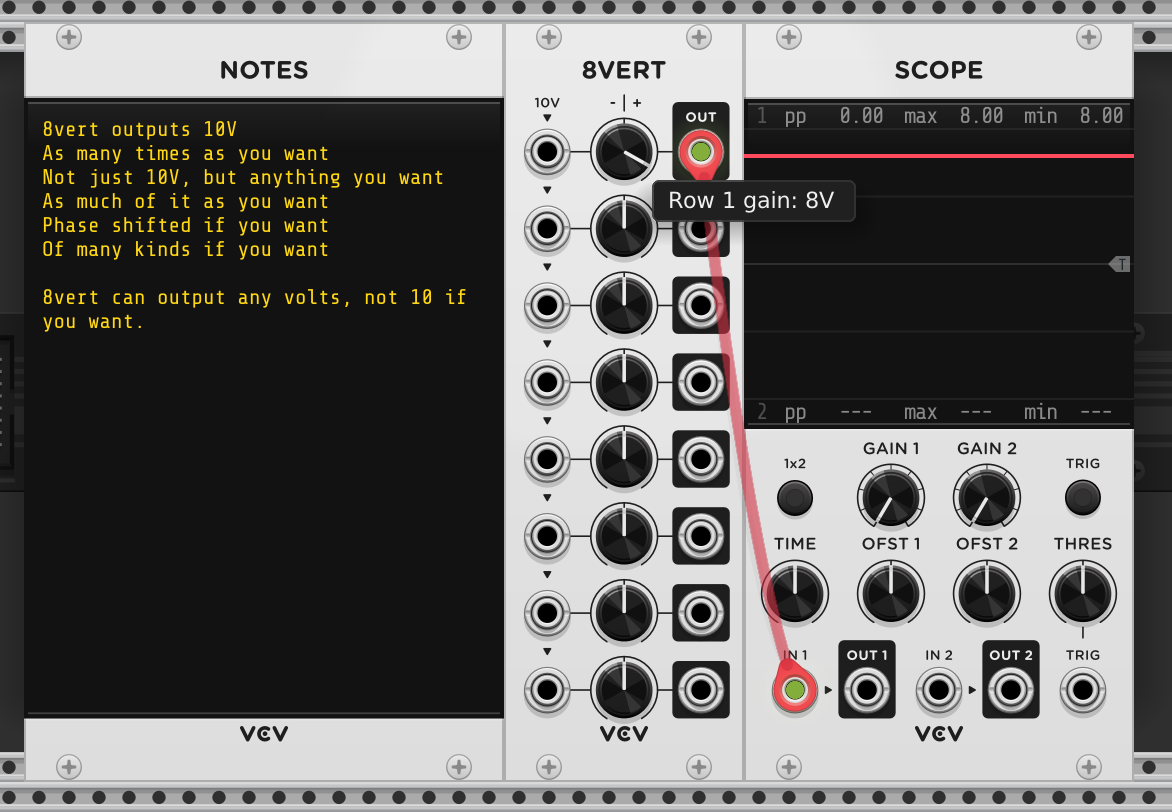 NOTES
8vert outputs 10V
As many times as you want
Not just 10V, but anything you want
As much of it as you want
Phase shifted if you want
Of many kinds if you want
8vert can output any volts, not 10 if
you want.
VCV
8VERT
10V
- | +
OUT
Row 1 gain: 8V
VCV
SCOPE
1 pp 0.00 max 8.00 min 8.00
T
2 pp --- max --- min ---
GAIN 1 GAIN 2
1x2 TRIG
TIME OFST 1 OFST 2 THRES
IN 1 OUT 1 IN 2 OUT 2 TRIG
VCV